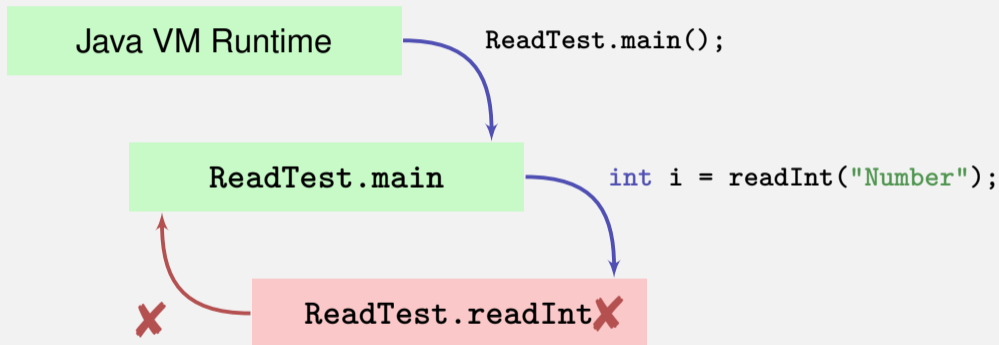 Java VM Runtime
ReadTest.main();
ReadTest.main
int i = readInt("Number");
ReadTest.readInt